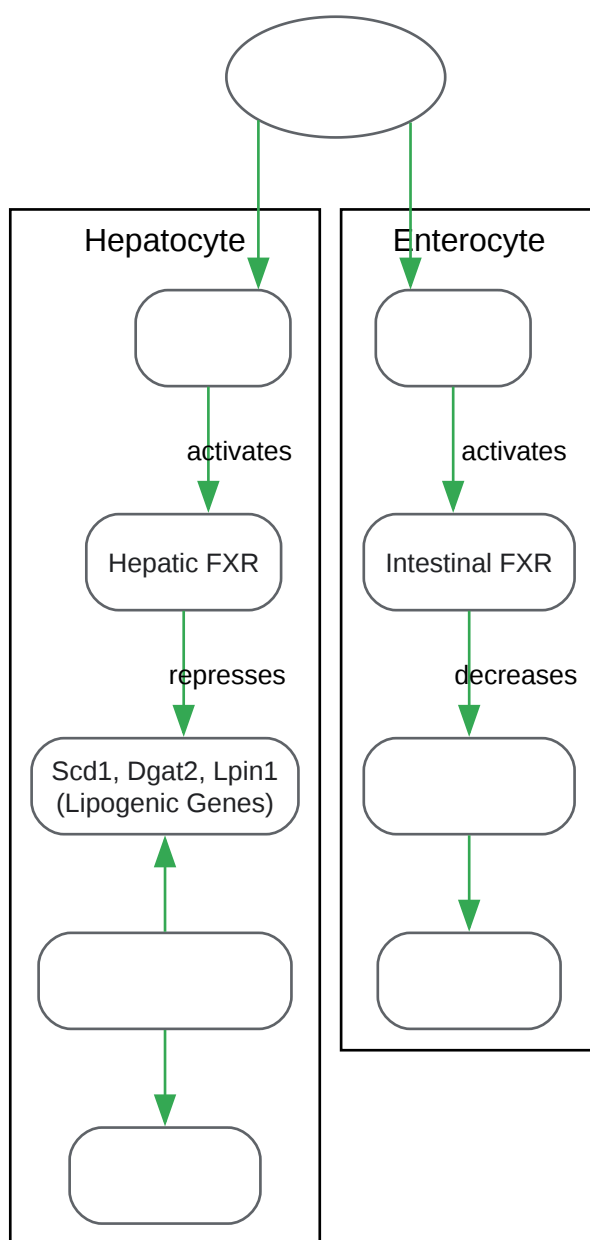 Hepatocyte
Enterocyte
activates
activates
Hepatic FXR
Intestinal FXR
represses
decreases
Scd1, Dgat2, Lpin1
(Lipogenic Genes)